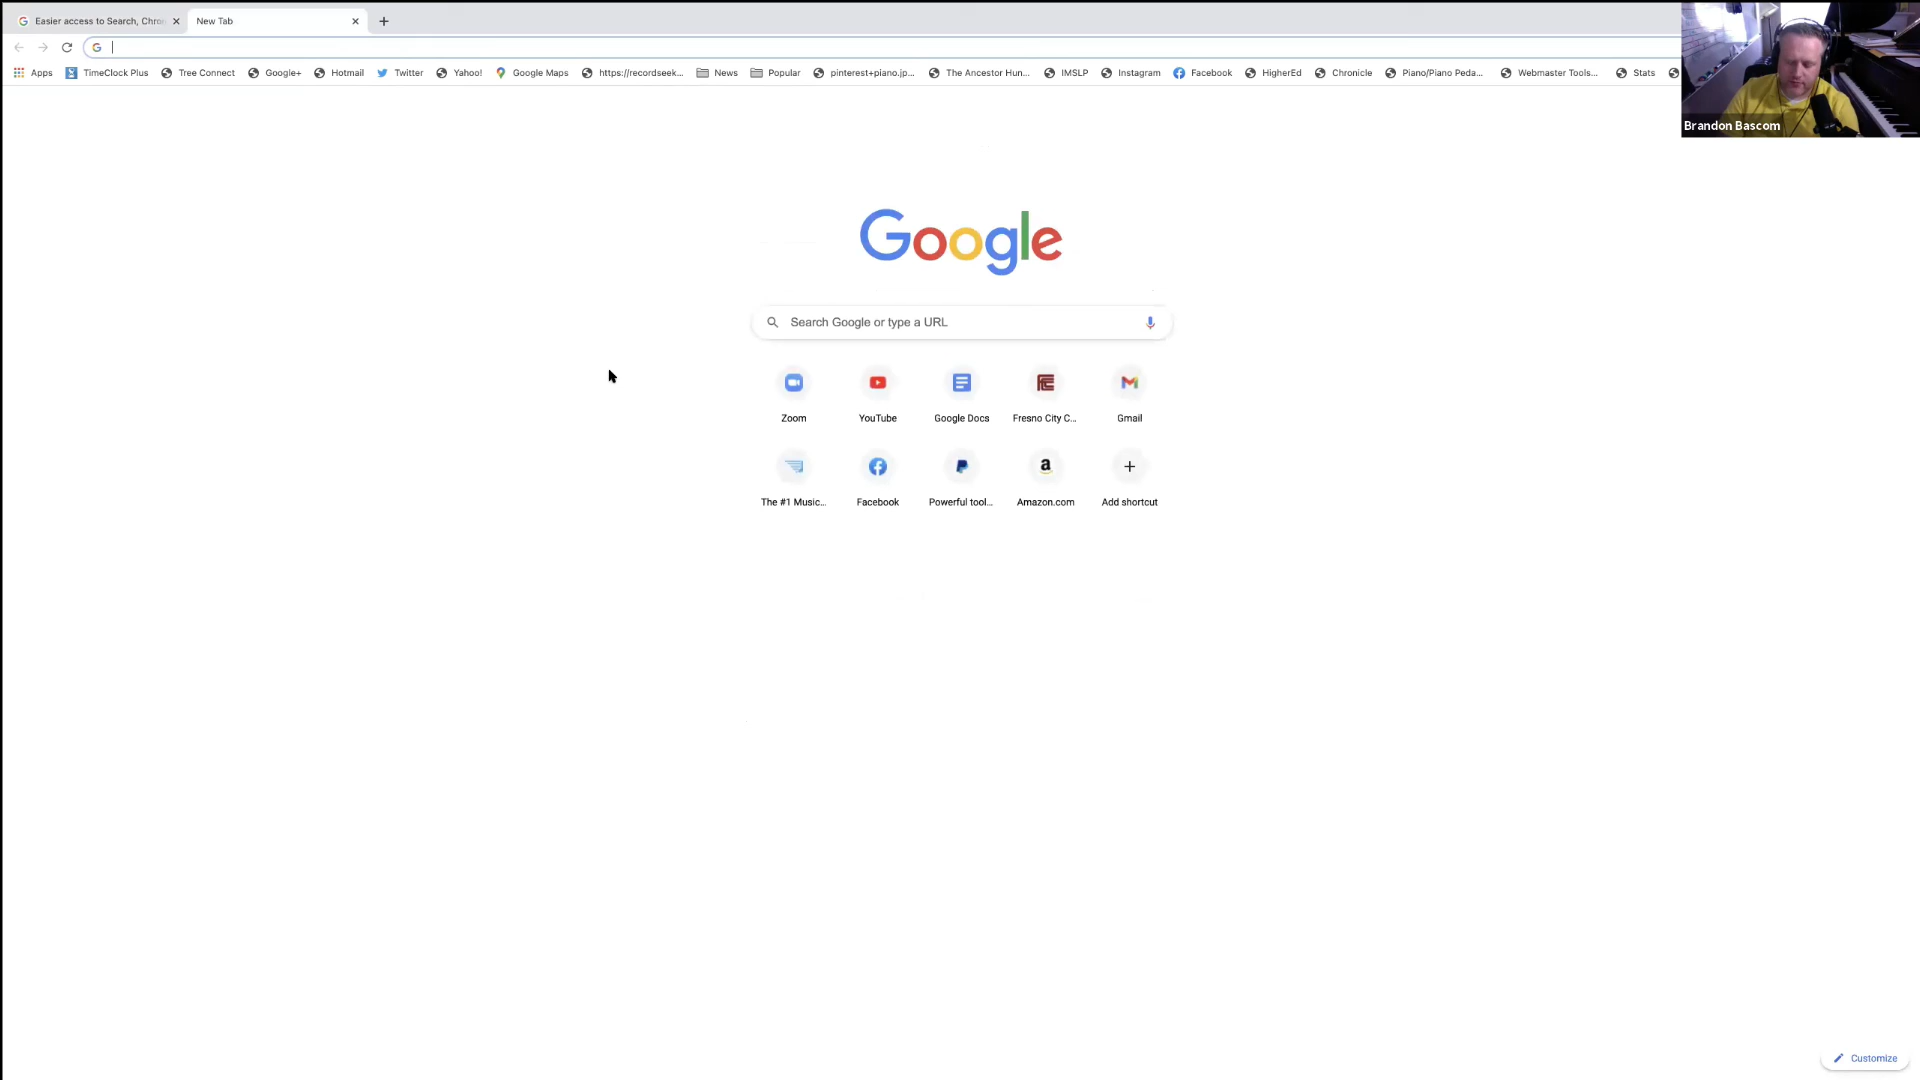 Easier access to Search, Chro
New Tab
Apps TimeClock Plus Tree Connect Google+ Hotmail Twitter Yahoo! Google Maps https://recordseek... News Popular pinterest+piano.jp... The Ancestor Hun... IMSLP Instagram Facebook HigherEd Chronicle Piano/Piano Peda... Webmaster Tools... Stats
Brandon Bascom
Google
Search Google or type a URL
Zoom YouTube Google Docs Fresno City C... Gmail
The #1 Music... Facebook Powerful tool... Amazon.com Add shortcut
Customize